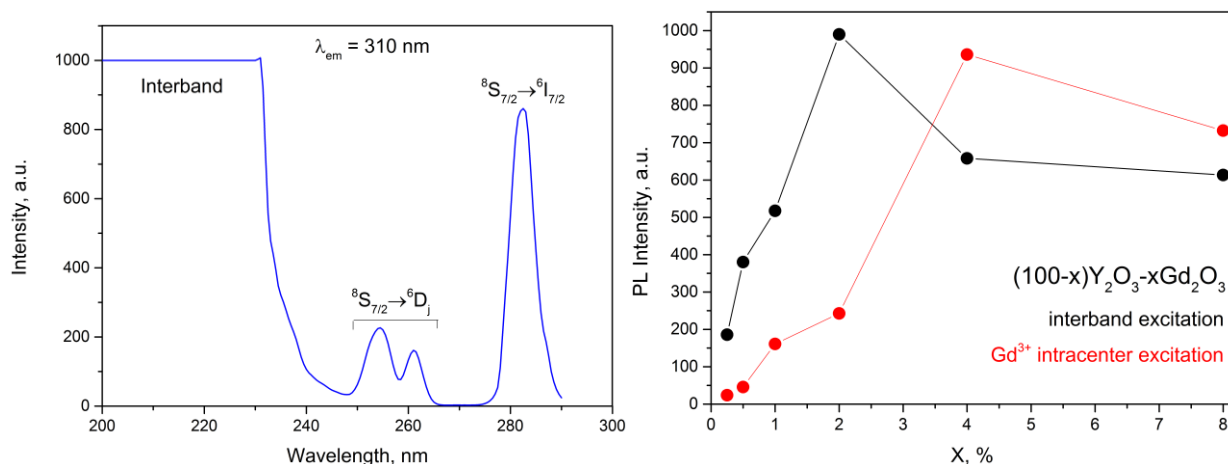 λem = 310 nm
Interband
⁸S₇/₂→⁶I₇/₂
⁸S₇/₂→⁶Dⱼ
Intensity, a.u.
1000
800
600
400
200
0
200 220 240 260 280 300
Wavelength, nm
PL Intensity, a.u.
1000
900
800
700
600
500
400
300
200
100
0
(100-x)Y₂O₃-xGd₂O₃
interband excitation
Gd³⁺ intracenter excitation
0 1 2 3 4 5 6 7 8
X, %